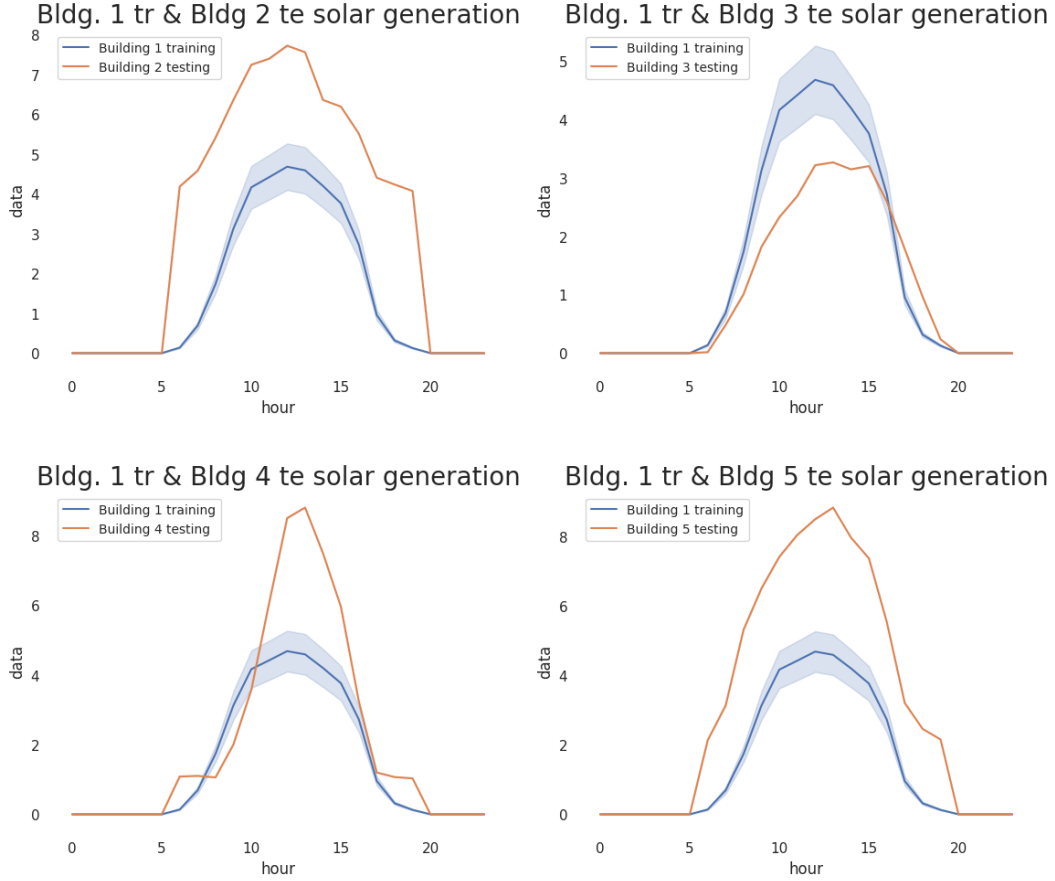 Bldg. 1 tr & Bldg 2 te solar generation
8
7
6
5
4
3
2
1
0
data
Building 1 training
Building 2 testing
0 5 10 15 20
hour
Bldg. 1 tr & Bldg 3 te solar generation
5
4
3
2
1
0
data
Building 1 training
Building 3 testing
0 5 10 15 20
hour
Bldg. 1 tr & Bldg 4 te solar generation
8
6
4
2
0
data
Building 1 training
Building 4 testing
0 5 10 15 20
hour
Bldg. 1 tr & Bldg 5 te solar generation
8
6
4
2
0
data
Building 1 training
Building 5 testing
0 5 10 15 20
hour